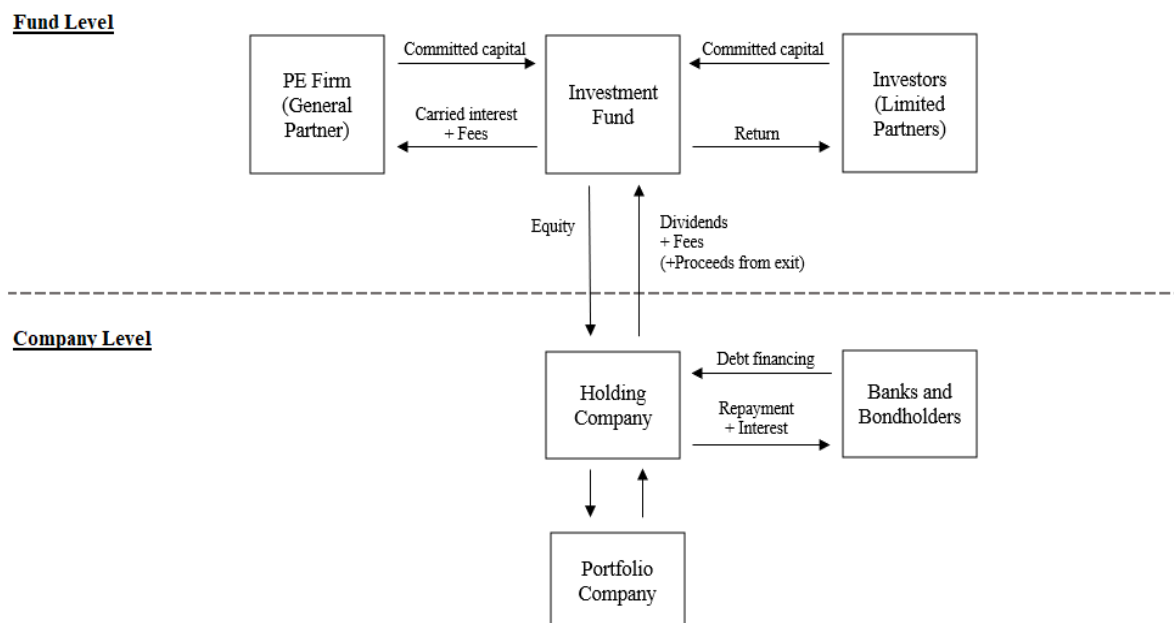 Fund Level
PE Firm
(General
Partner)
Committed capital
Carried interest
+ Fees
Investment
Fund
Committed capital
Return
Investors
(Limited
Partners)
Equity
Dividends
+ Fees
(+Proceeds from exit)
Company Level
Holding
Company
Debt financing
Repayment
+ Interest
Banks and
Bondholders
Portfolio
Company